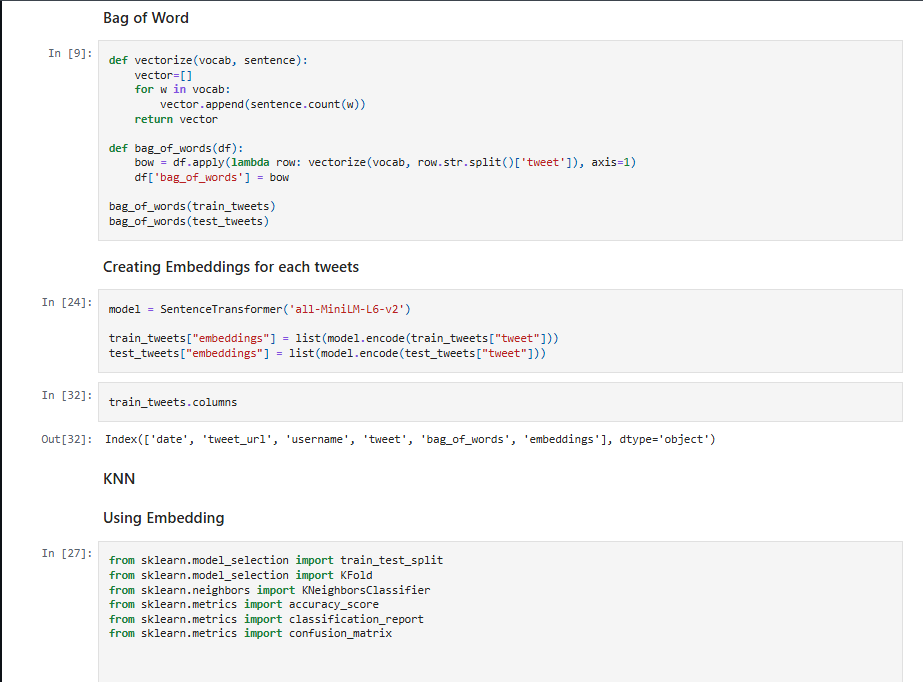 Bag of Word
In [9]:
def vectorize(vocab, sentence):
    vector=[]
    for w in vocab:
        vector.append(sentence.count(w))
    return vector
def bag_of_words(df):
    bow = df.apply(lambda row: vectorize(vocab, row.str.split()['tweet']), axis=1)
    df['bag_of_words'] = bow
bag_of_words(train_tweets)
bag_of_words(test_tweets)
Creating Embeddings for each tweets
In [24]:
model = SentenceTransformer('all-MiniLM-L6-v2')
train_tweets["embeddings"] = list(model.encode(train_tweets["tweet"]))
test_tweets["embeddings"] = list(model.encode(test_tweets["tweet"]))
In [32]:
train_tweets.columns
Out[32]:
Index(['date', 'tweet_url', 'username', 'tweet', 'bag_of_words', 'embeddings'], dtype='object')
KNN
Using Embedding
In [27]:
from sklearn.model_selection import train_test_split
from sklearn.model_selection import KFold
from sklearn.neighbors import KNeighborsClassifier
from sklearn.metrics import accuracy_score
from sklearn.metrics import classification_report
from sklearn.metrics import confusion_matrix